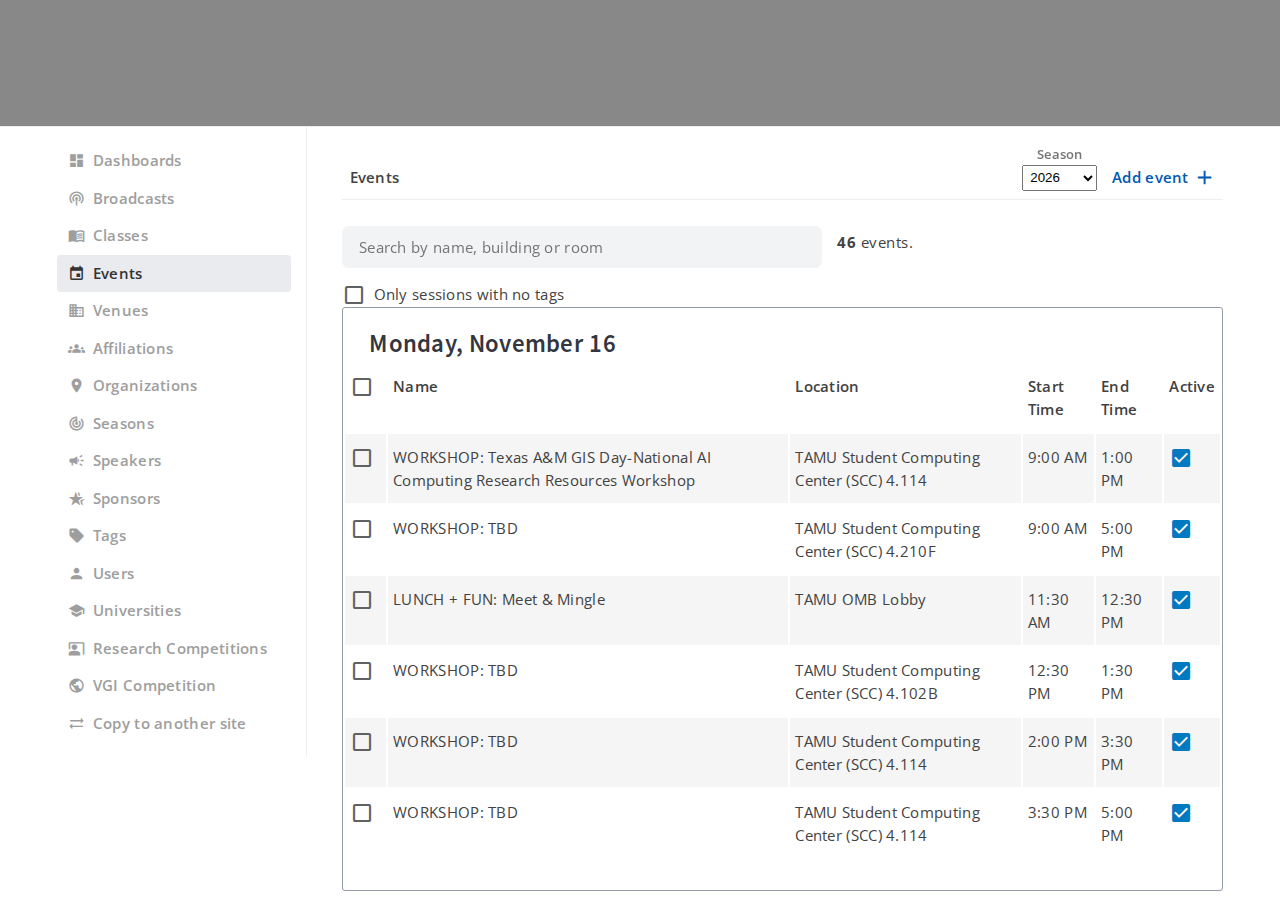 Dashboards
Broadcasts
Classes
Events
Venues
Affiliations
Organizations
Seasons
Speakers
Sponsors
Tags
Users
Universities
Research Competitions
VGI Competition
Copy to another site
Events
Season
2026
Add event
Search by name, building or room
46 events.
Only sessions with no tags
Monday, November 16
Name Location Start Time End Time Active
WORKSHOP: Texas A&M GIS Day-National AI
Computing Research Resources Workshop
TAMU Student Computing
Center (SCC) 4.114
9:00 AM
1:00
PM
WORKSHOP: TBD
TAMU Student Computing
Center (SCC) 4.210F
9:00 AM
5:00
PM
LUNCH + FUN: Meet & Mingle
TAMU OMB Lobby
11:30
AM
12:30
PM
WORKSHOP: TBD
TAMU Student Computing
Center (SCC) 4.102B
12:30
PM
1:30
PM
WORKSHOP: TBD
TAMU Student Computing
Center (SCC) 4.114
2:00 PM
3:30
PM
WORKSHOP: TBD
TAMU Student Computing
Center (SCC) 4.114
3:30 PM
5:00
PM